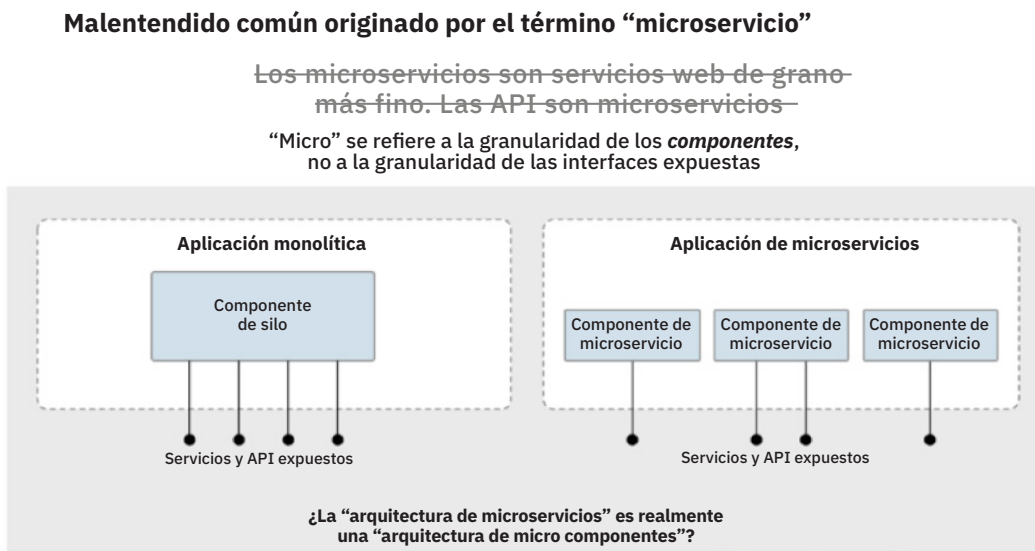 Malentendido común originado por el término “microservicio”
Los microservicios son servicios web de grano
más fino. Las API son microservicios
“Micro” se refiere a la granularidad de los componentes,
no a la granularidad de las interfaces expuestas
Aplicación monolítica
Componente
de silo
Servicios y API expuestos
Aplicación de microservicios
Componente de
microservicio
Componente de
microservicio
Componente de
microservicio
Servicios y API expuestos
¿La “arquitectura de microservicios” es realmente
una “arquitectura de micro componentes”?